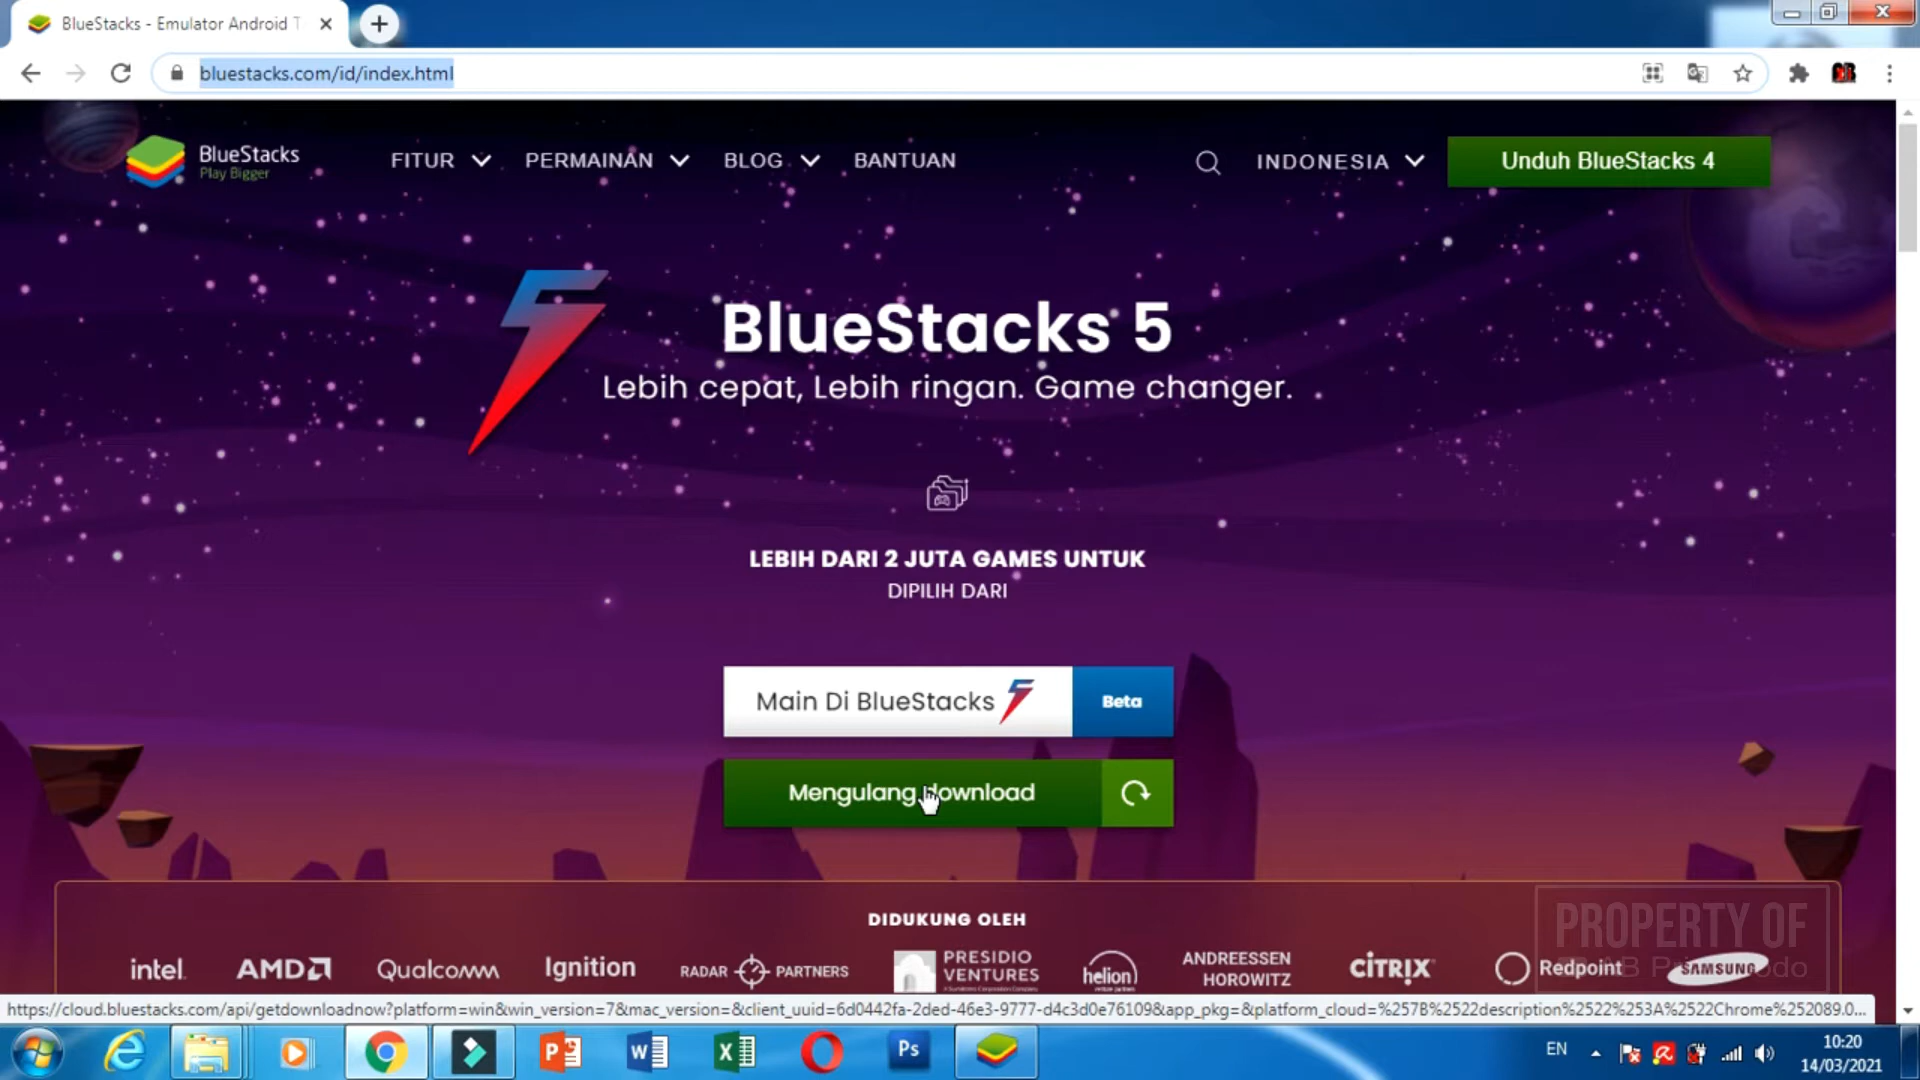 BlueStacks - Emulator Android T
bluestacks.com/id/index.html
BlueStacks
Play Bigger
FITUR
PERMAINAN
BLOG
BANTUAN
INDONESIA
Unduh BlueStacks 4
BlueStacks 5
Lebih cepat, Lebih ringan. Game changer.
LEBIH DARI 2 JUTA GAMES UNTUK
DIPILIH DARI
Main Di BlueStacks 5
Beta
Mengulang download
DIDUKUNG OLEH
intel.
AMD
Qualcomm
Ignition
RADAR PARTNERS
PRESIDIO
VENTURES
helion
ANDREESSEN
HOROWITZ
CITRIX
Redpoint
SAMSUNG
PROPERTY OF
https://cloud.bluestacks.com/api/getdownloadnow?platform=win&win_version=7&mac_version=&client_uuid=6d0442fa-2ded-46e3-9777-d4c3d0e76109&app_pkg=&platform_cloud=%257B%2522description%2522%253A%2522Chrome%252089.0...
Ps
EN
10:20
14/03/2021